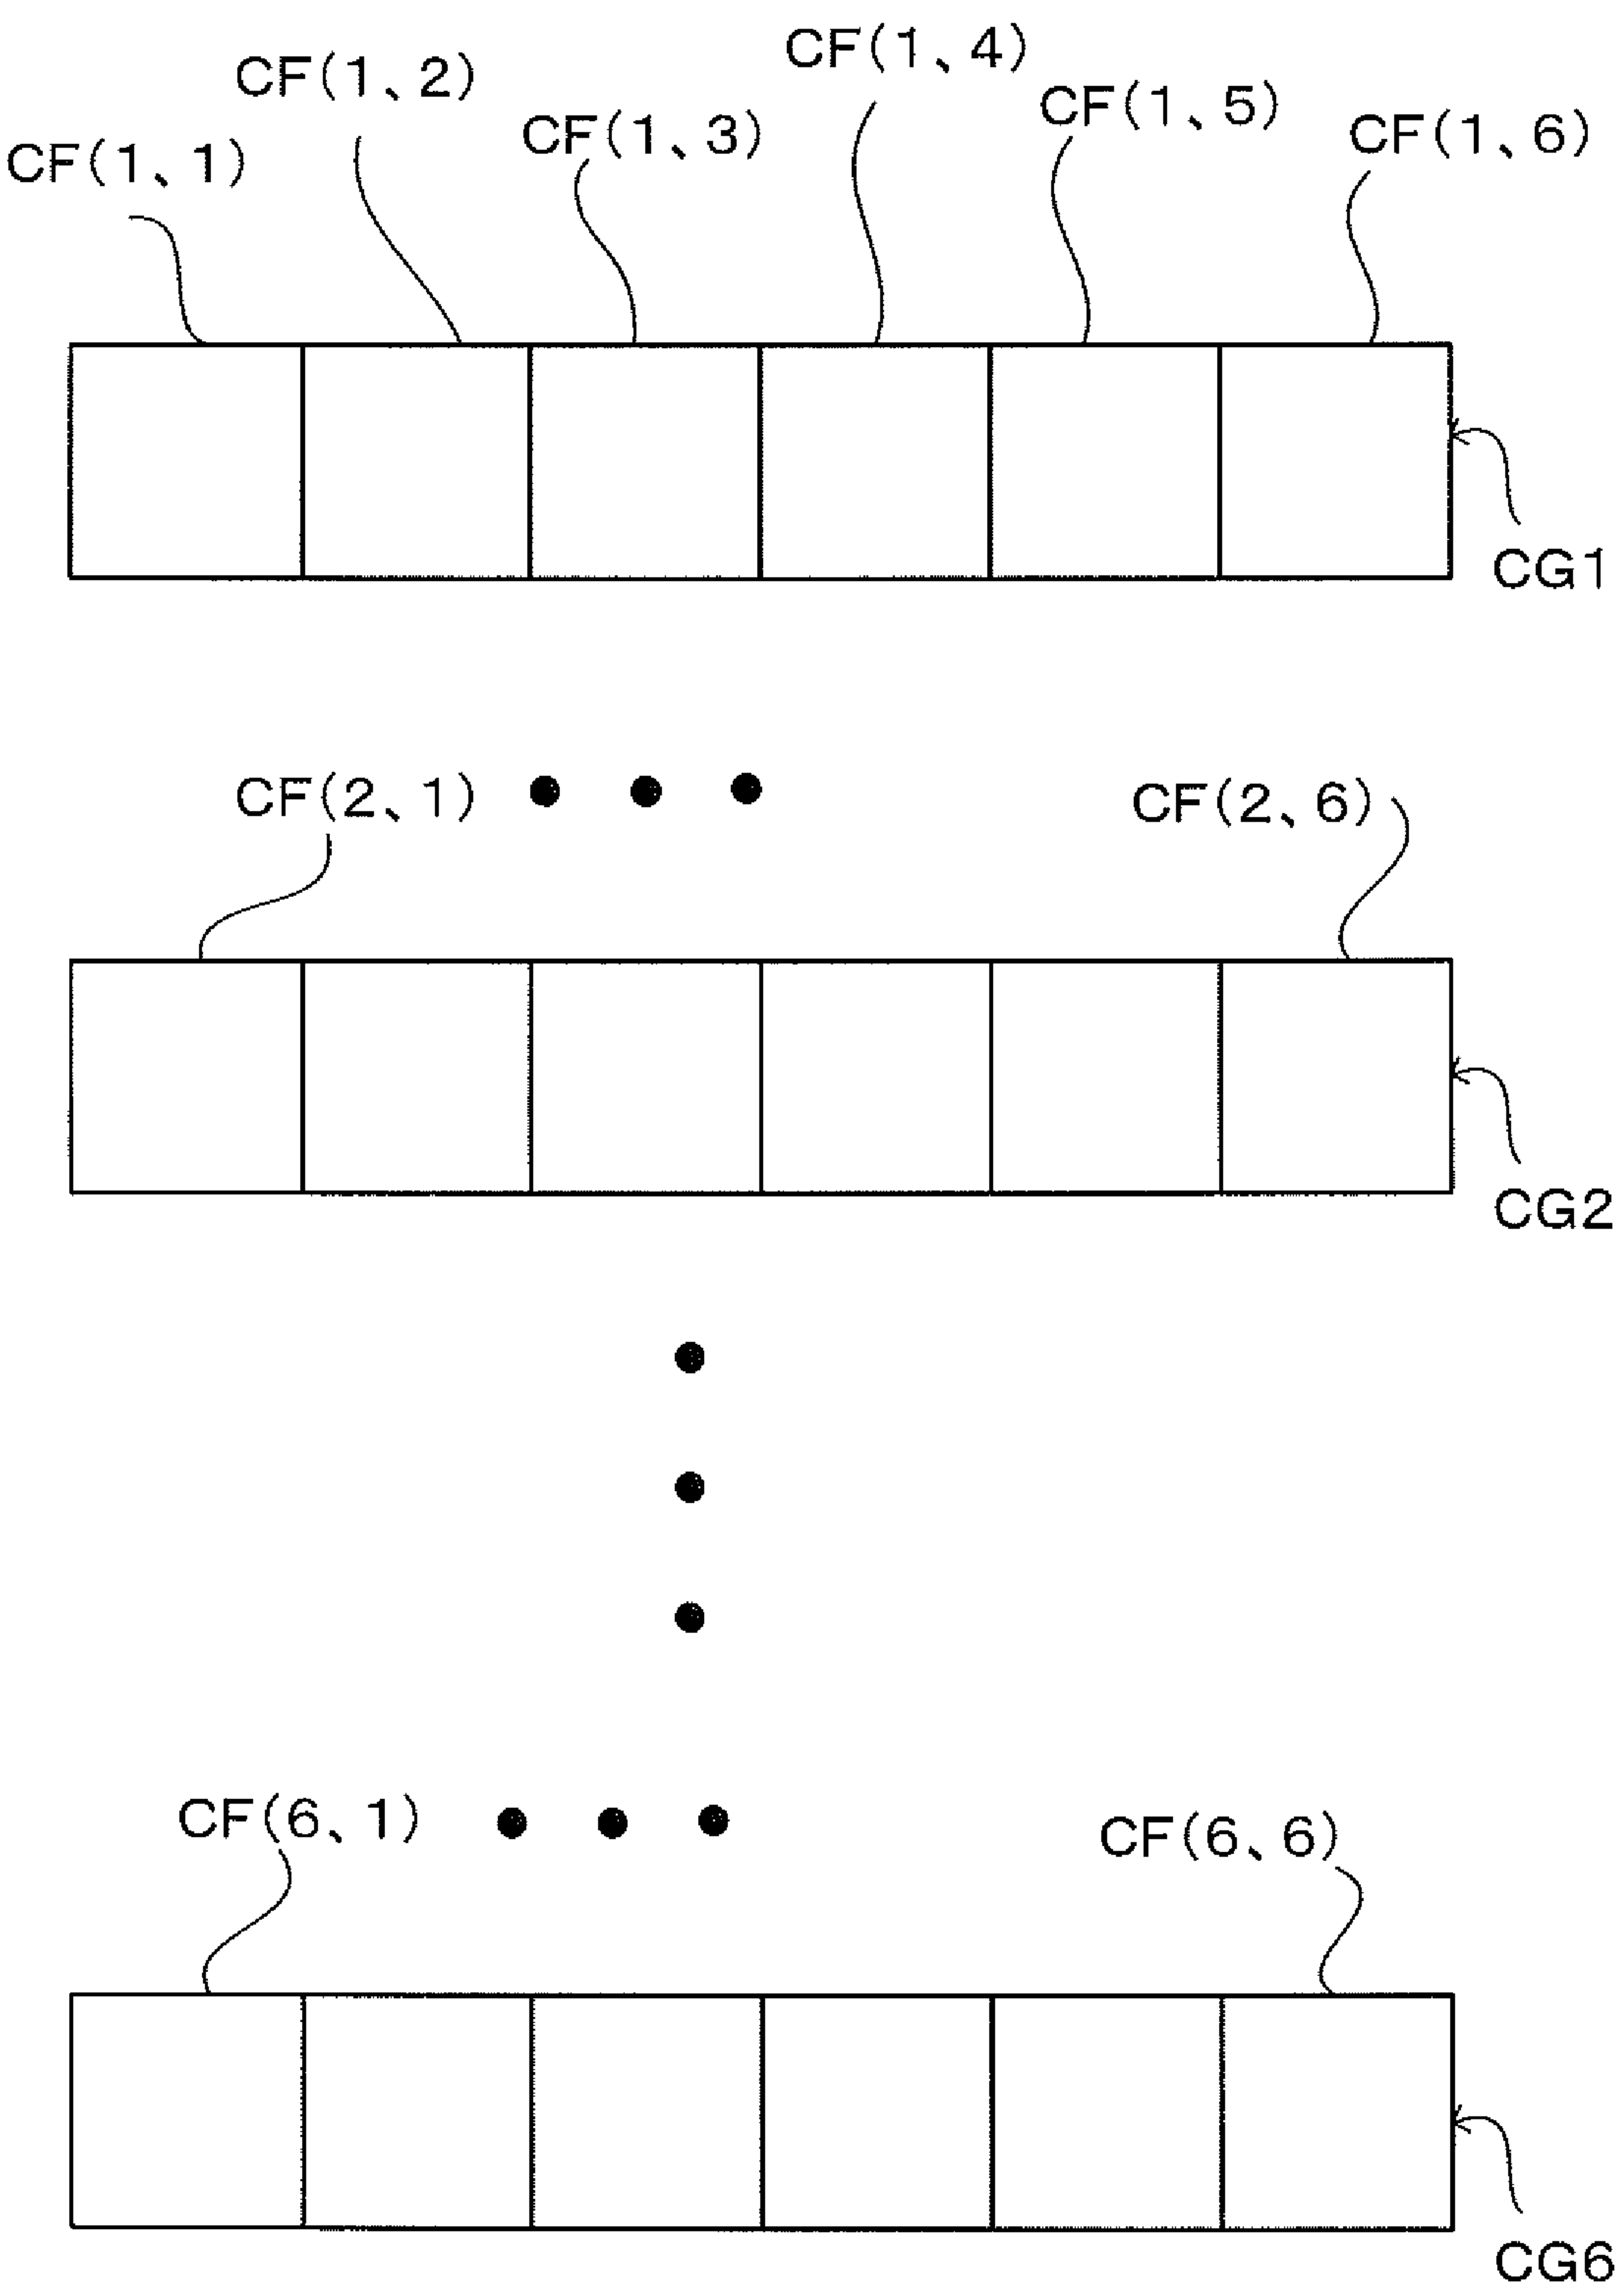 CF(1、1)
CF(1、2)
CF(1、3)
CF(1、4)
CF(1、5)
CF(1、6)
CG1
CF(2、1) ● ● ● CF(2、6)
CG2
CF(6、1) ● ● ● CF(6、6)
CG6